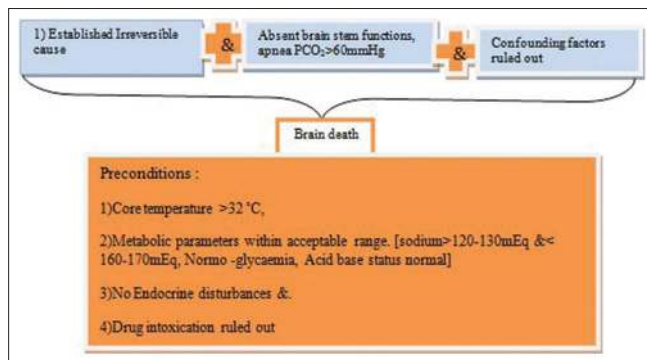 1) Established Irreversible
cause
&
Absent brain stem functions,
apnea PCO₂>60mmHg
&
Confounding factors
ruled out
Brain death
Preconditions :
1)Core temperature >32 °C,
2)Metabolic parameters within acceptable range. [sodium>120-130mEq &<
160-170mEq, Normo -glycaemia, Acid base status normal]
3)No Endocrine disturbances &.
4)Drug intoxication ruled out